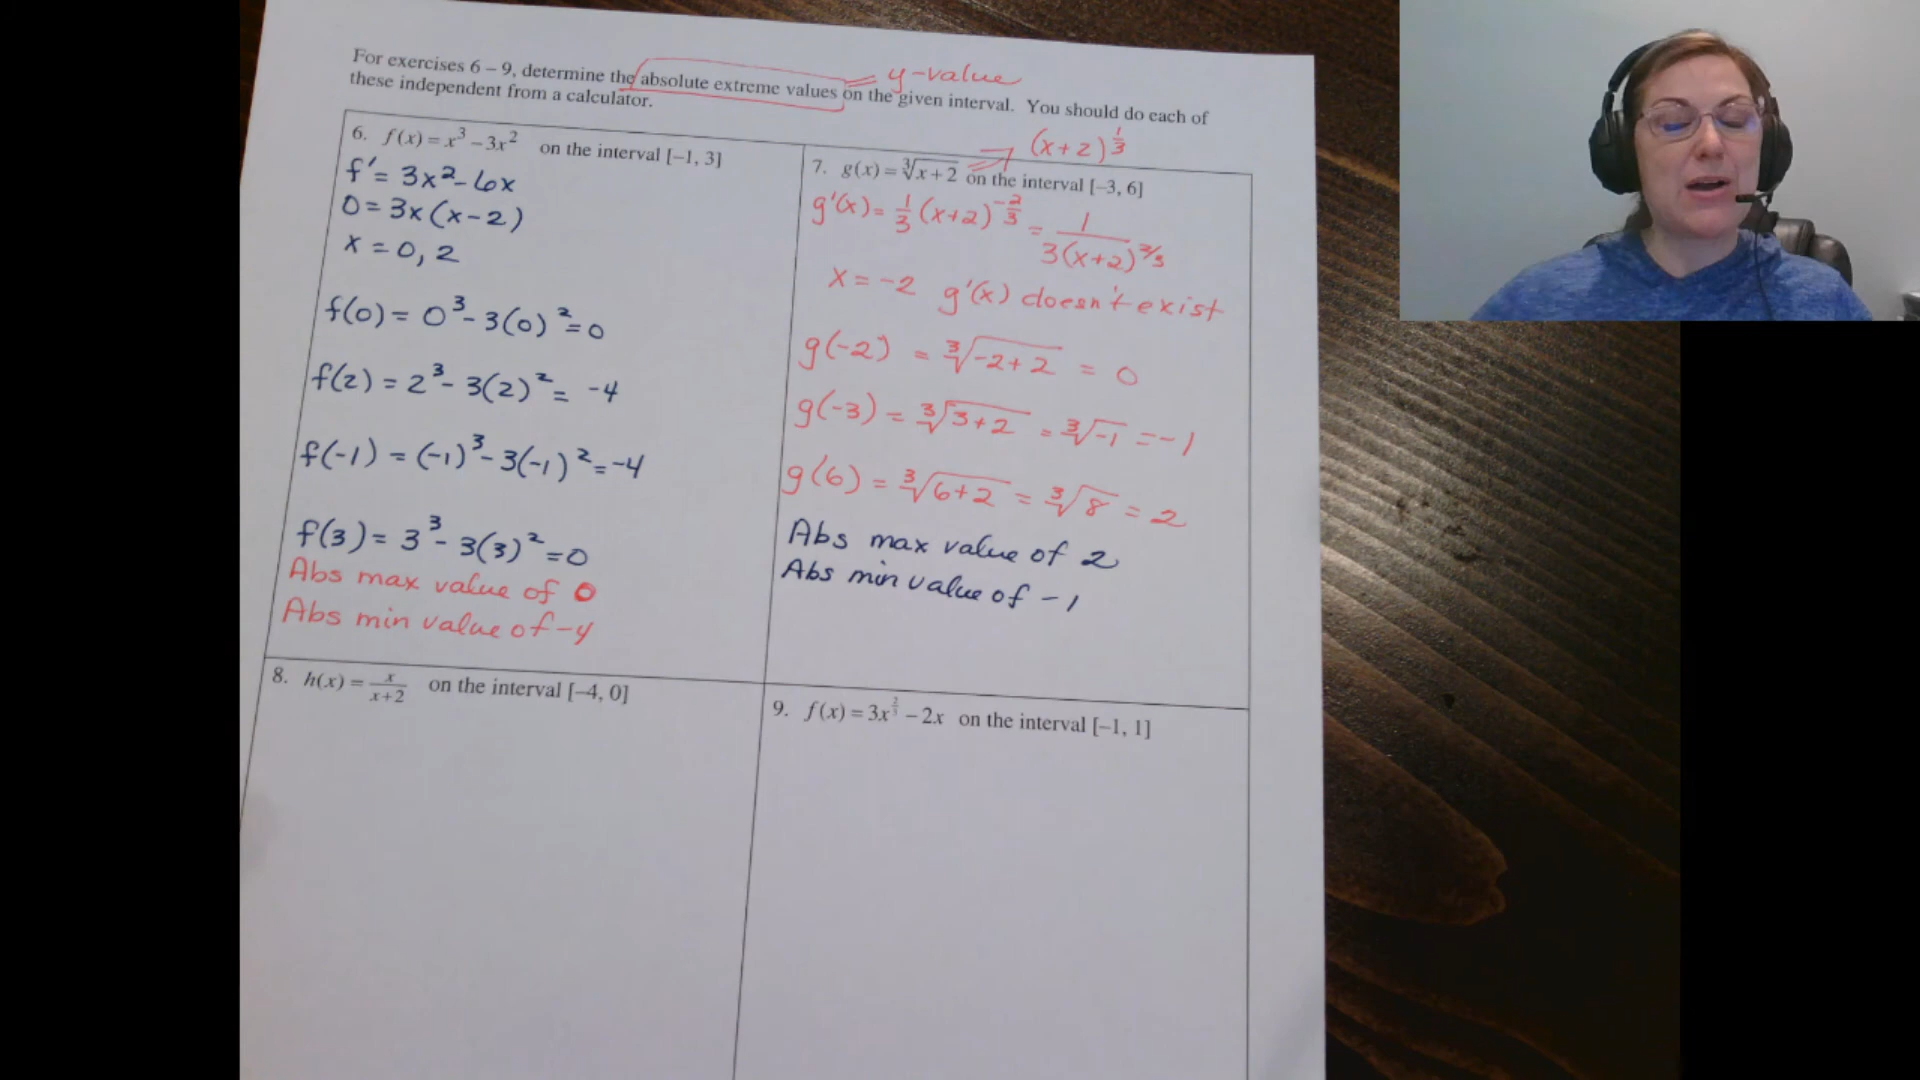 For exercises 6 – 9, determine the absolute extreme values on the given interval. You should do each of
these independent from a calculator.
y-value
6. f(x) = x³ – 3x² on the interval [–1, 3]
f' = 3x² - 6x
0 = 3x(x-2)
x = 0, 2
f(0) = 0³ - 3(0)² = 0
f(2) = 2³ - 3(2)² = -4
f(-1) = (-1)³ - 3(-1)² = -4
f(3) = 3³ - 3(3)² = 0
Abs max value of 0
Abs min value of -4
(x+2)^(1/3)
7. g(x) = ∛(x+2) on the interval [–3, 6]
g'(x) = 1/3 (x+2)^(-2/3) = 1/(3(x+2)^(2/3))
x = -2 g'(x) doesn't exist
g(-2) = ∛(-2+2) = 0
g(-3) = ∛(-3+2) = ∛(-1) = -1
g(6) = ∛(6+2) = ∛8 = 2
Abs max value of 2
Abs min value of -1
8. h(x) = x/(x+2) on the interval [–4, 0]
9. f(x) = 3x^(2/3) – 2x on the interval [–1, 1]